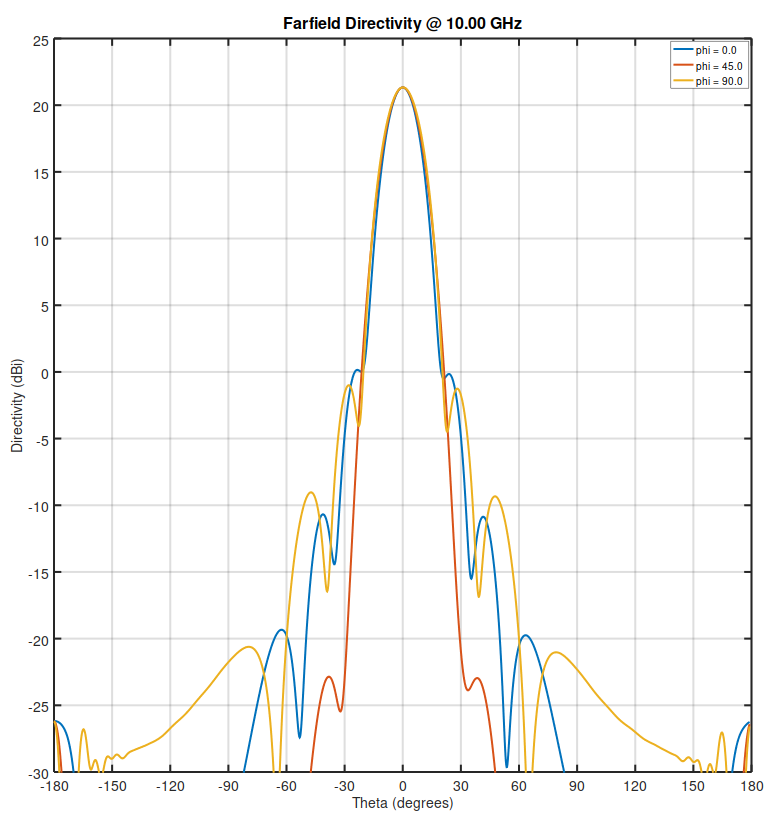 Farfield Directivity @ 10.00 GHz
phi = 0.0
phi = 45.0
phi = 90.0
25
20
15
10
5
0
-5
-10
-15
-20
-25
-30
Directivity (dBi)
-180 -150 -120 -90 -60 -30 0 30 60 90 120 150 180
Theta (degrees)